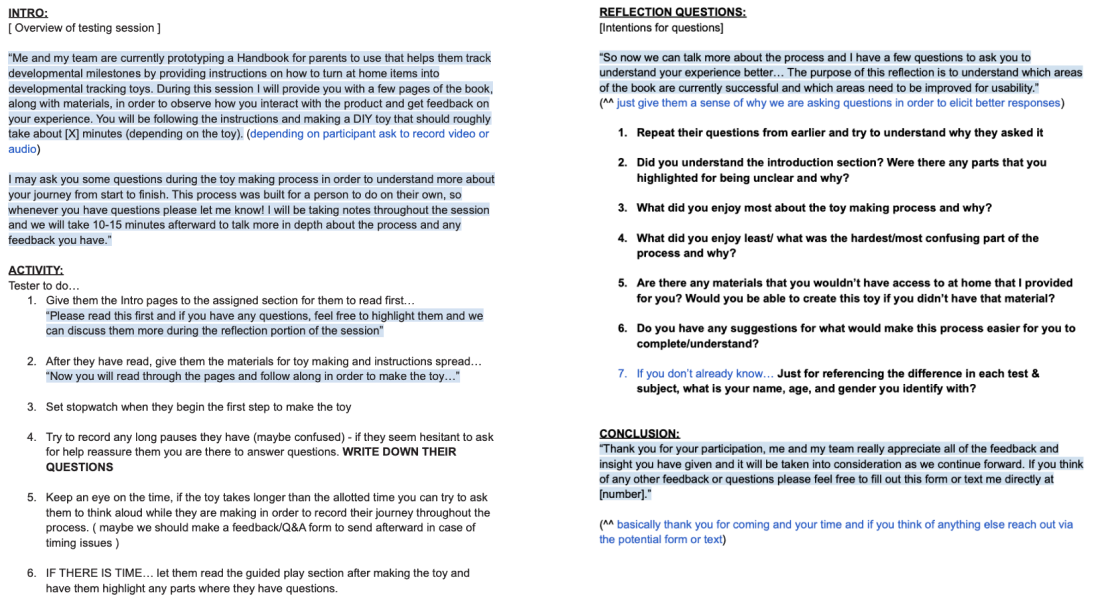 INTRO:
[ Overview of testing session ]
“Me and my team are currently prototyping a Handbook for parents to use that helps them track
developmental milestones by providing instructions on how to turn at home items into
developmental tracking toys. During this session I will provide you with a few pages of the book,
along with materials, in order to observe how you interact with the product and get feedback on
your experience. You will be following the instructions and making a DIY toy that should roughly
take about [X] minutes (depending on the toy). (depending on participant ask to record video or
audio)
I may ask you some questions during the toy making process in order to understand more about
your journey from start to finish. This process was built for a person to do on their own, so
whenever you have questions please let me know! I will be taking notes throughout the session
and we will take 10-15 minutes afterward to talk more in depth about the process and any
feedback you have.”
ACTIVITY:
Tester to do…
1. Give them the Intro pages to the assigned section for them to read first…
“Please read this first and if you have any questions, feel free to highlight them and we
can discuss them more during the reflection portion of the session”
2. After they have read, give them the materials for toy making and instructions spread…
“Now you will read through the pages and follow along in order to make the toy…”
3. Set stopwatch when they begin the first step to make the toy
4. Try to record any long pauses they have (maybe confused) - if they seem hesitant to ask
for help reassure them you are there to answer questions. WRITE DOWN THEIR
QUESTIONS
5. Keep an eye on the time, if the toy takes longer than the allotted time you can try to ask
them to think aloud while they are making in order to record their journey throughout the
process. ( maybe we should make a feedback/Q&A form to send afterward in case of
timing issues )
6. IF THERE IS TIME… let them read the guided play section after making the toy and
have them highlight any parts where they have questions.
REFLECTION QUESTIONS:
[Intentions for questions]
“So now we can talk more about the process and I have a few questions to ask you to
understand your experience better… The purpose of this reflection is to understand which areas
of the book are currently successful and which areas need to be improved for usability.”
(^^ just give them a sense of why we are asking questions in order to elicit better responses)
1. Repeat their questions from earlier and try to understand why they asked it
2. Did you understand the introduction section? Were there any parts that you
highlighted for being unclear and why?
3. What did you enjoy most about the toy making process and why?
4. What did you enjoy least/ what was the hardest/most confusing part of the
process and why?
5. Are there any materials that you wouldn’t have access to at home that I provided
for you? Would you be able to create this toy if you didn’t have that material?
6. Do you have any suggestions for what would make this process easier for you to
complete/understand?
7. If you don’t already know… Just for referencing the difference in each test &
subject, what is your name, age, and gender you identify with?
CONCLUSION:
“Thank you for your participation, me and my team really appreciate all of the feedback and
insight you have given and it will be taken into consideration as we continue forward. If you think
of any other feedback or questions please feel free to fill out this form or text me directly at
[number].”
(^^ basically thank you for coming and your time and if you think of anything else reach out via
the potential form or text)